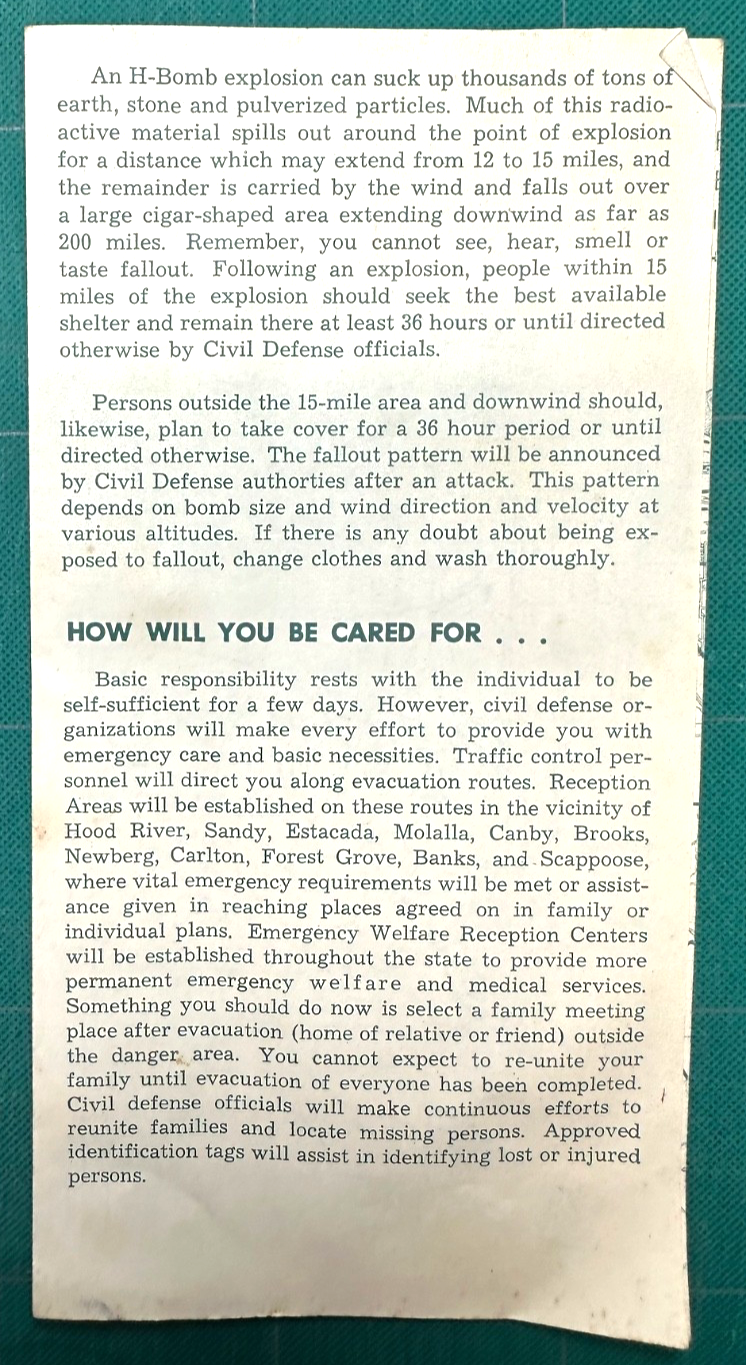 An H-Bomb explosion can suck up thousands of tons of
earth, stone and pulverized particles. Much of this radio-
active material spills out around the point of explosion
for a distance which may extend from 12 to 15 miles, and
the remainder is carried by the wind and falls out over
a large cigar-shaped area extending downwind as far as
200 miles. Remember, you cannot see, hear, smell or
taste fallout. Following an explosion, people within 15
miles of the explosion should seek the best available
shelter and remain there at least 36 hours or until directed
otherwise by Civil Defense officials.
Persons outside the 15-mile area and downwind should,
likewise, plan to take cover for a 36 hour period or until
directed otherwise. The fallout pattern will be announced
by Civil Defense authorties after an attack. This pattern
depends on bomb size and wind direction and velocity at
various altitudes. If there is any doubt about being ex-
posed to fallout, change clothes and wash thoroughly.
HOW WILL YOU BE CARED FOR . . .
Basic responsibility rests with the individual to be
self-sufficient for a few days. However, civil defense or-
ganizations will make every effort to provide you with
emergency care and basic necessities. Traffic control per-
sonnel will direct you along evacuation routes. Reception
Areas will be established on these routes in the vicinity of
Hood River, Sandy, Estacada, Molalla, Canby, Brooks,
Newberg, Carlton, Forest Grove, Banks, and Scappoose,
where vital emergency requirements will be met or assist-
ance given in reaching places agreed on in family or
individual plans. Emergency Welfare Reception Centers
will be established throughout the state to provide more
permanent emergency welfare and medical services.
Something you should do now is select a family meeting
place after evacuation (home of relative or friend) outside
the danger area. You cannot expect to re-unite your
family until evacuation of everyone has been completed.
Civil defense officials will make continuous efforts to
reunite families and locate missing persons. Approved
identification tags will assist in identifying lost or injured
persons.